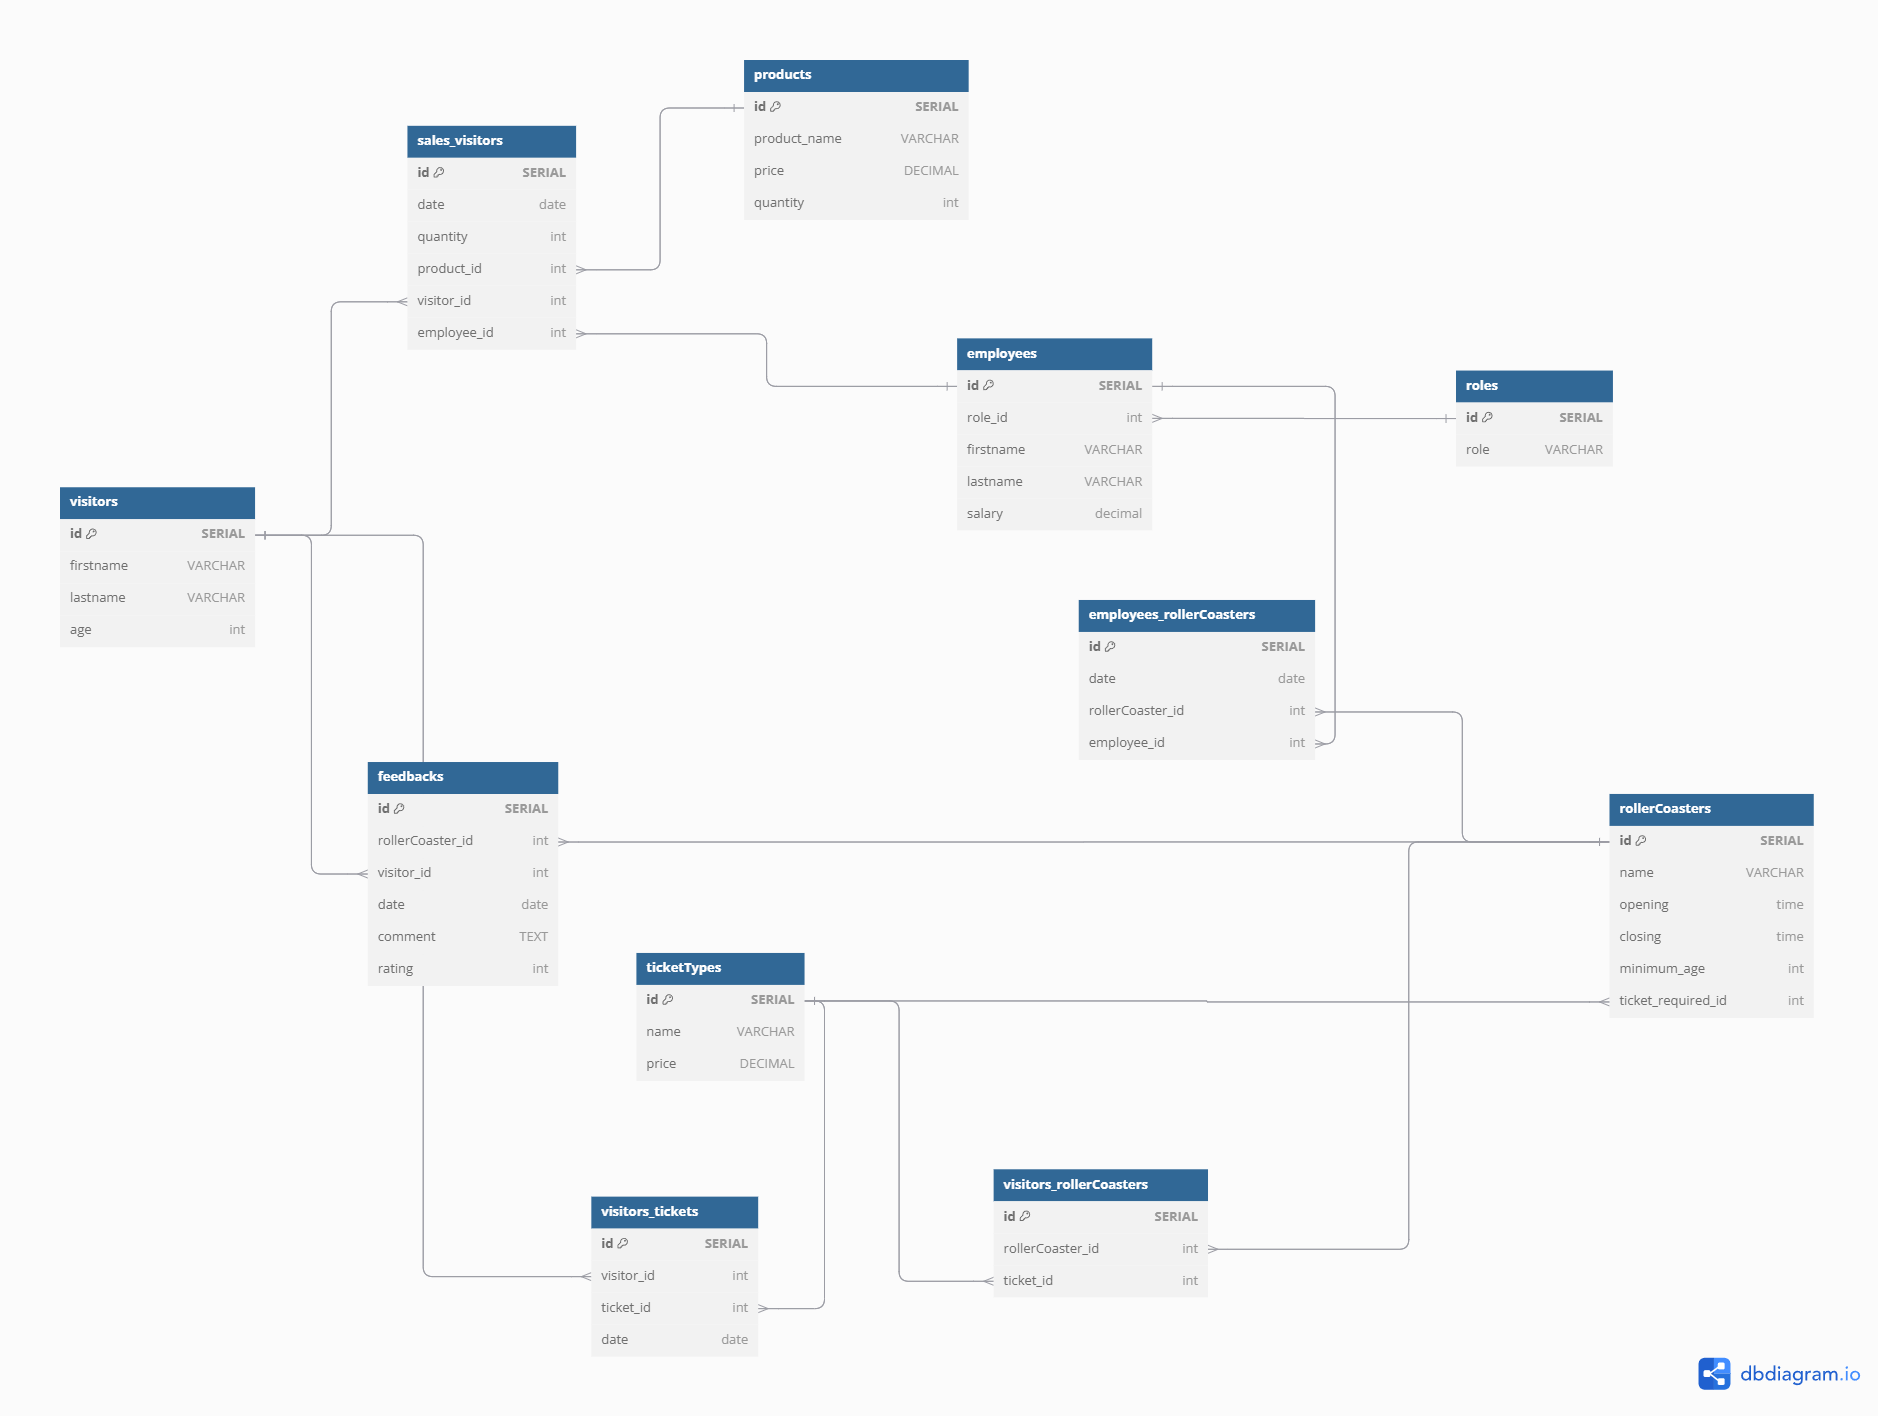 products
id SERIAL
product_name VARCHAR
price DECIMAL
quantity int
sales_visitors
id SERIAL
date date
quantity int
product_id int
visitor_id int
employee_id int
employees
id SERIAL
role_id int
firstname VARCHAR
lastname VARCHAR
salary decimal
roles
id SERIAL
role VARCHAR
visitors
id SERIAL
firstname VARCHAR
lastname VARCHAR
age int
employees_rollerCoasters
id SERIAL
date date
rollerCoaster_id int
employee_id int
feedbacks
id SERIAL
rollerCoaster_id int
visitor_id int
date date
comment TEXT
rating int
rollerCoasters
id SERIAL
name VARCHAR
opening time
closing time
minimum_age int
ticket_required_id int
ticketTypes
id SERIAL
name VARCHAR
price DECIMAL
visitors_rollerCoasters
id SERIAL
rollerCoaster_id int
ticket_id int
visitors_tickets
id SERIAL
visitor_id int
ticket_id int
date date
dbdiagram.io